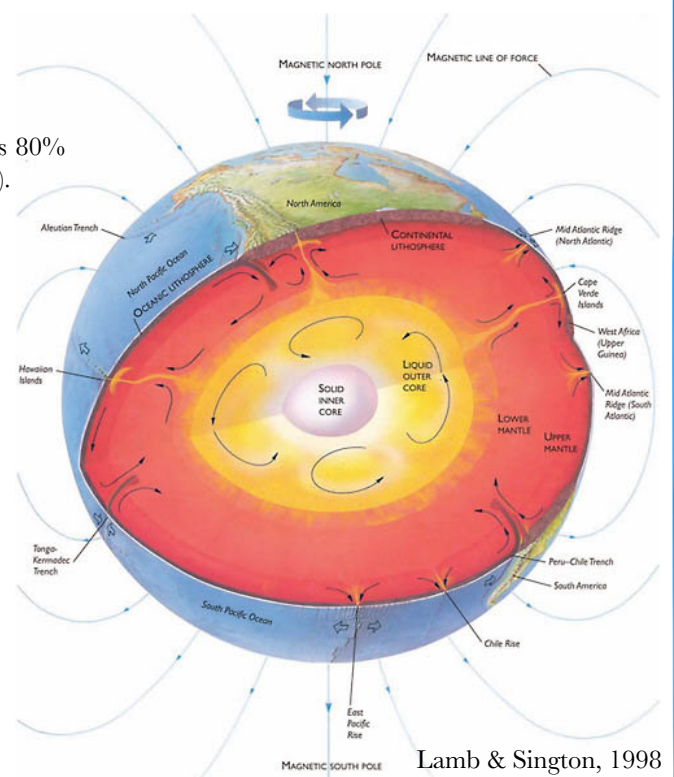 MAGNETIC NORTH POLE
MAGNETIC LINE OF FORCE
s 80%
).
North America
Aleutian Trench
CONTINENTAL
LITHOSPHERE
Mid Atlantic Ridge
(North Atlantic)
North Pacific Ocean
OCEANIC LITHOSPHERE
Cape
Verde
Islands
West Africa
(Upper
Guinea)
Hawaiian
Islands
LIQUID
OUTER
CORE
SOLID
INNER
CORE
Mid Atlantic
Ridge (South
Atlantic)
LOWER
MANTLE
UPPER
MANTLE
Tonga-
Kermadec
Trench
Peru–Chile Trench
South America
South Pacific Ocean
Chile Rise
East
Pacific
Rise
MAGNETIC SOUTH POLE
Lamb & Sington, 1998